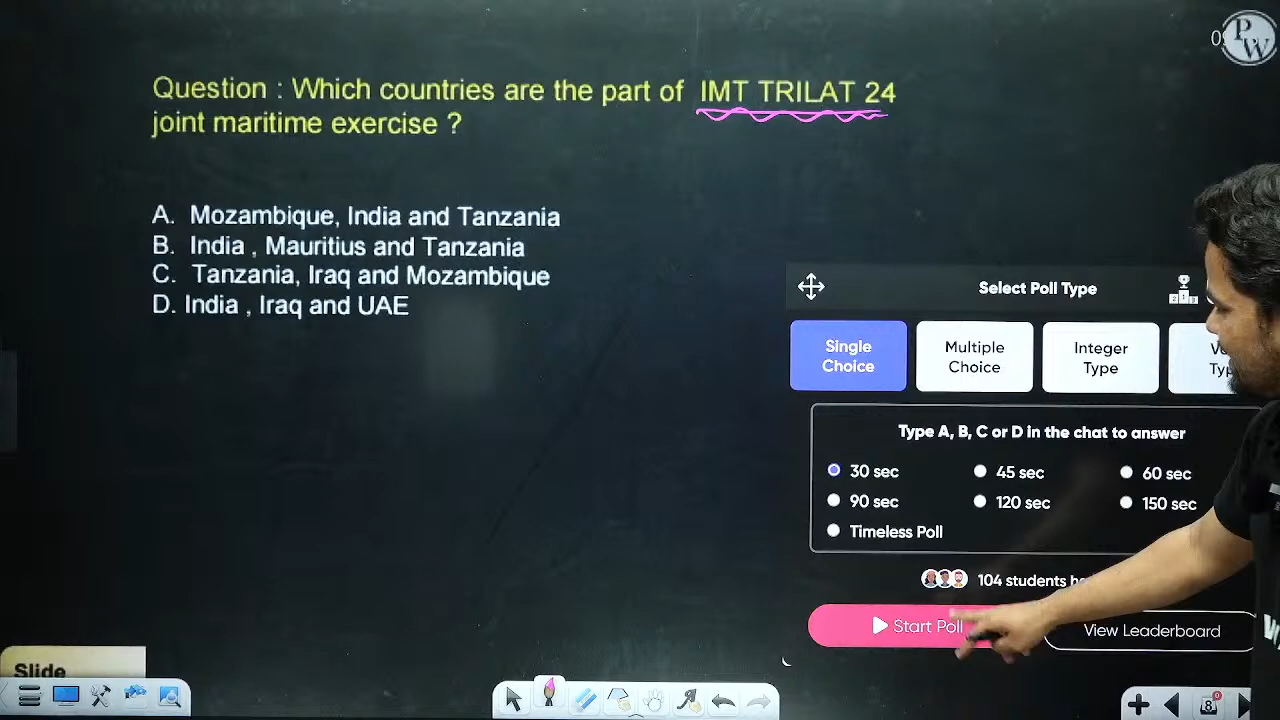 P
W
Question : Which countries are the part of IMT TRILAT 24
joint maritime exercise ?
A. Mozambique, India and Tanzania
B. India , Mauritius and Tanzania
C. Tanzania, Iraq and Mozambique
D. India , Iraq and UAE
Select Poll Type
Single
Choice
Multiple
Choice
Integer
Type
Type A, B, C or D in the chat to answer
30 sec
45 sec
60 sec
90 sec
120 sec
150 sec
Timeless Poll
104 students
Start Poll
View Leaderboard
Slide
8